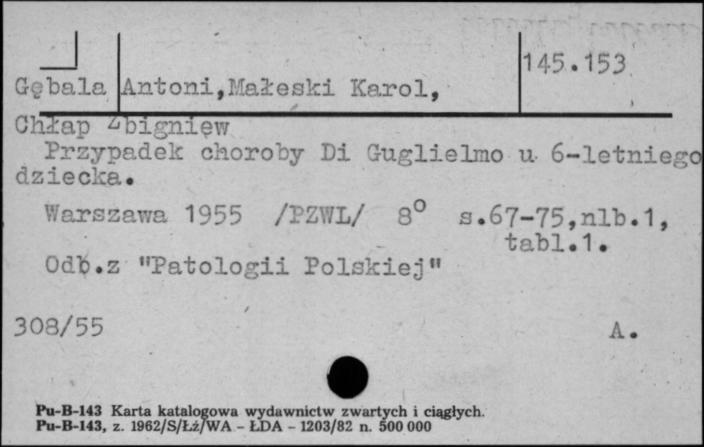 145.153
Gębala Antoni,Małeski Karol,
Chłap Zbigniew
Przypadek choroby Di Guglielmo u 6-letniego
dziecka.
Warszawa 1955 /PZWL/ 8° s.67-75,nlb.1,
tabl.1.
Odb.z "Patologii Polskiej"
308/55 A.
Pu-B-143 Karta katalogowa wydawnictw zwartych i ciągłych.
Pu-B-143, z. 1962/S/Łż/WA - ŁDA - 1203/82 n. 500 000